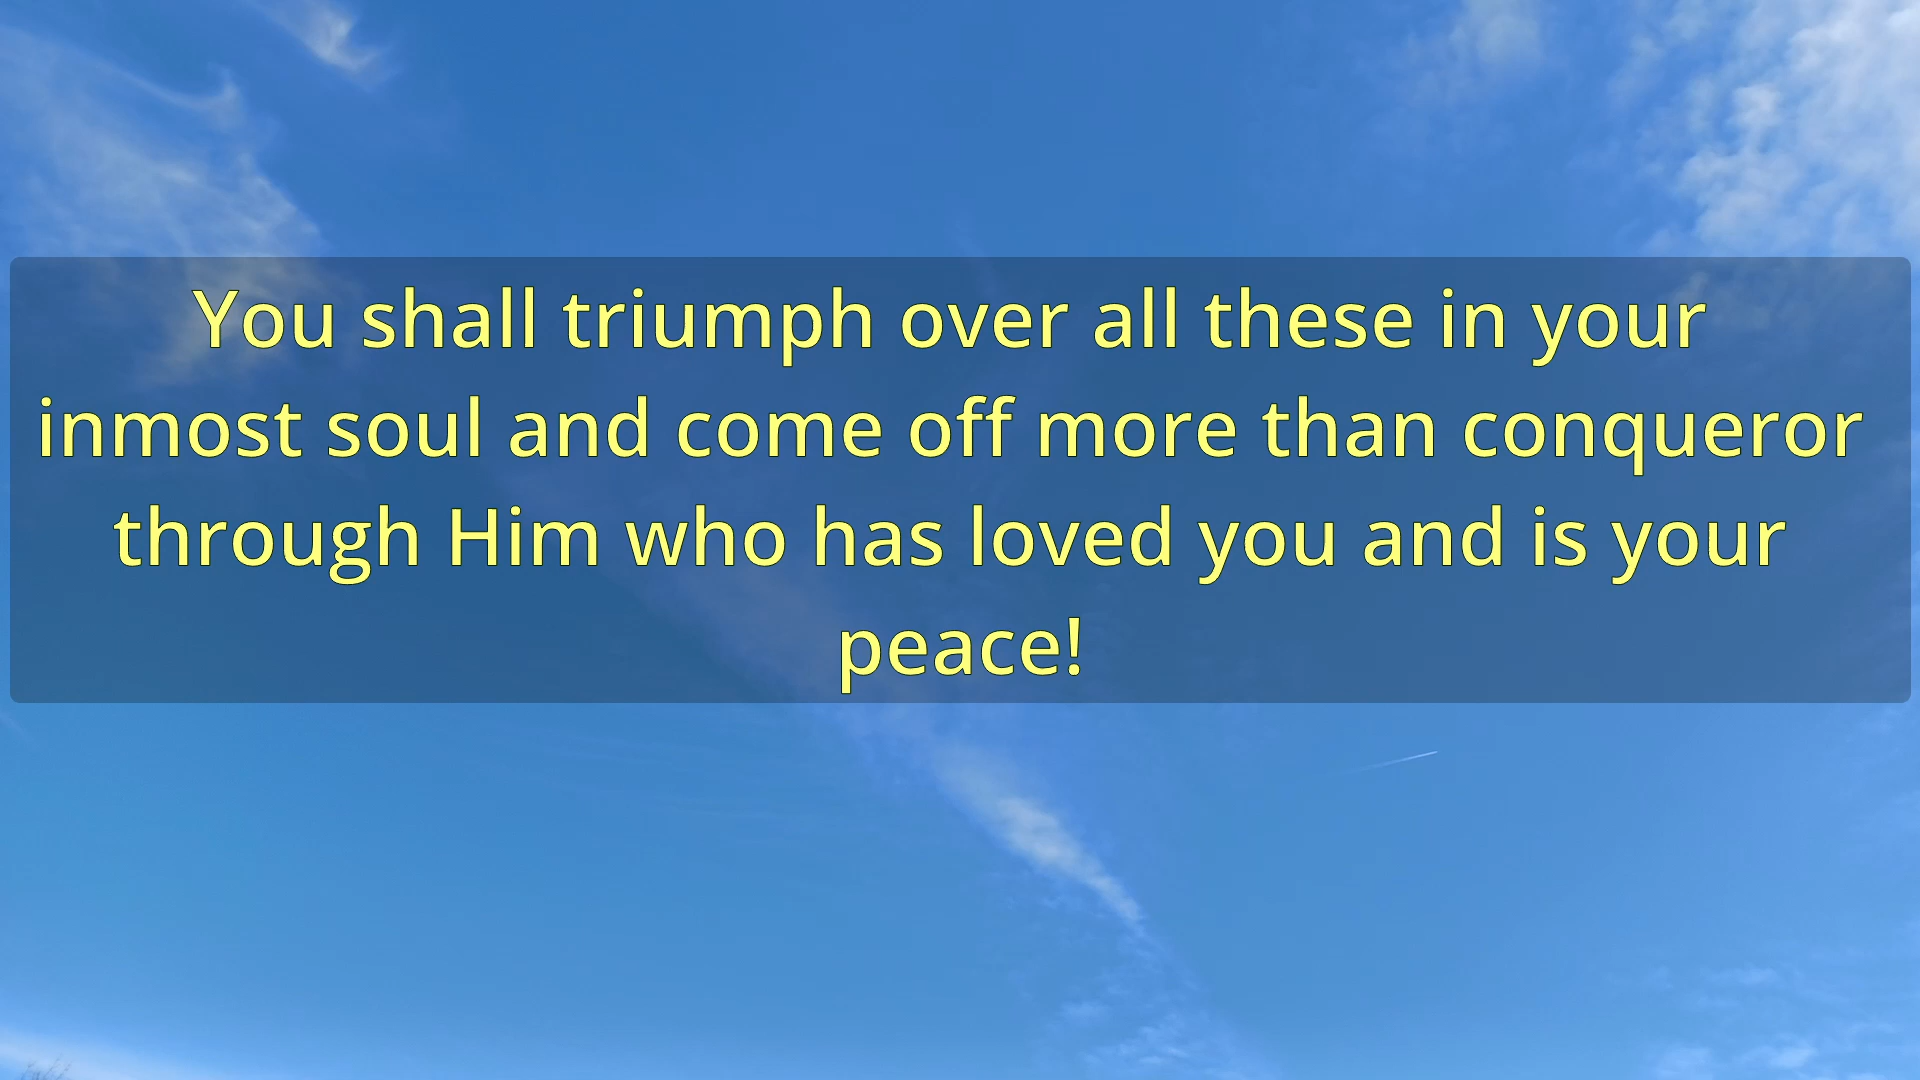 You shall triumph over all these in your
inmost soul and come off more than conqueror
through Him who has loved you and is your
peace!